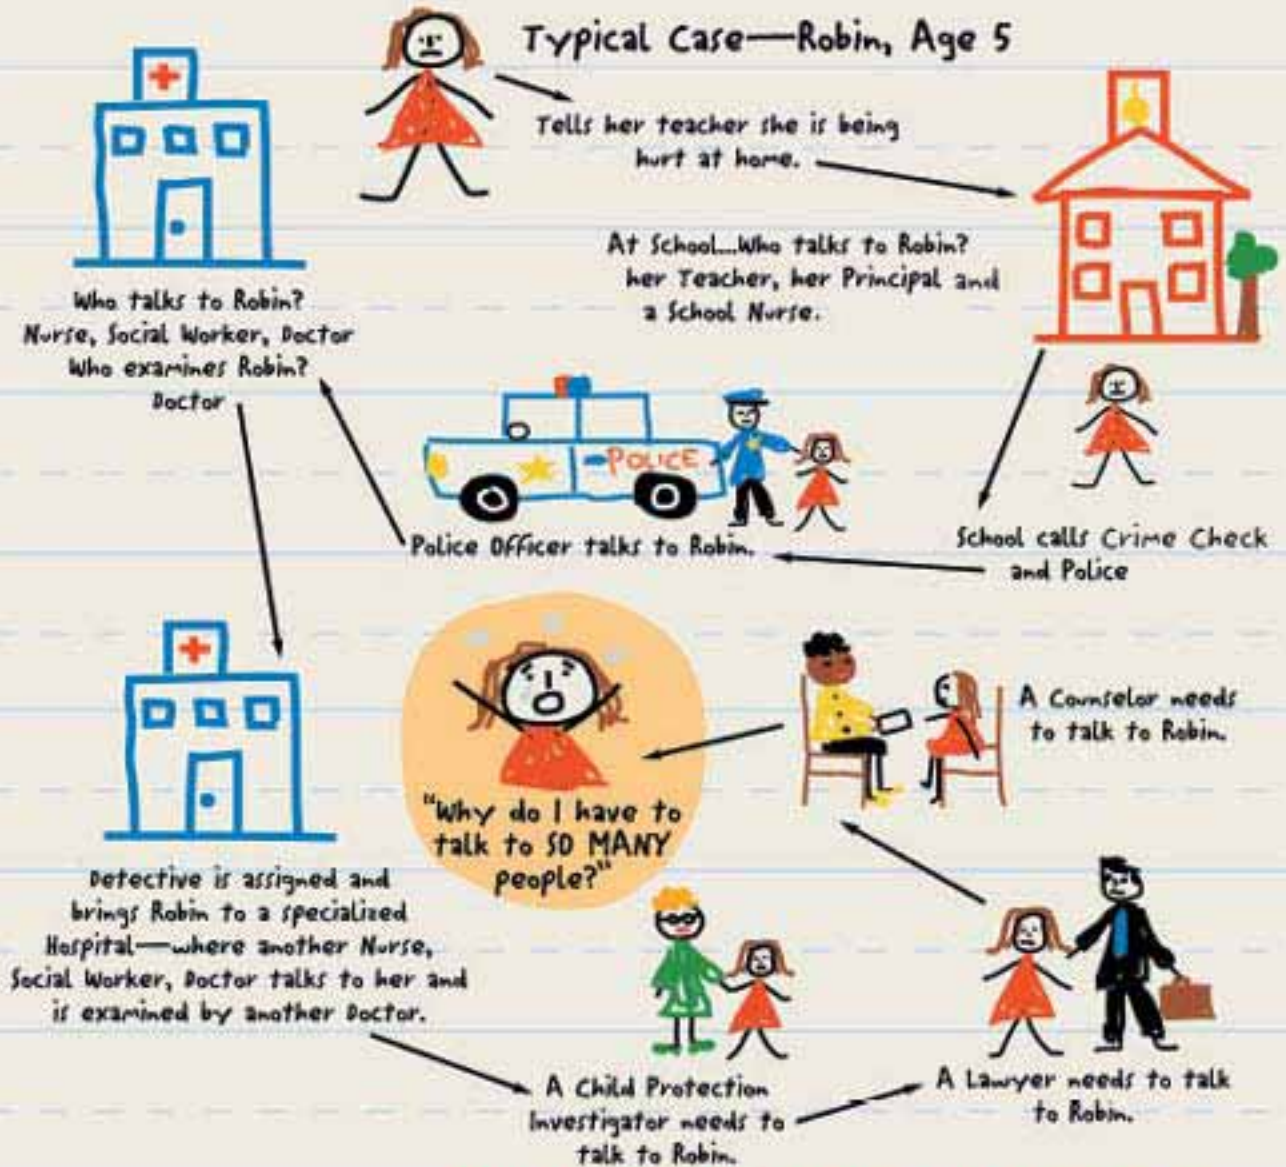 Typical Case—Robin, Age 5
Tells her teacher she is being
hurt at home.
At School...Who talks to Robin?
her Teacher, her Principal and
a School Nurse.
School calls Crime Check
and Police
POLICE
Police Officer talks to Robin.
Who talks to Robin?
Nurse, Social Worker, Doctor
Who examines Robin?
Doctor
Detective is assigned and
brings Robin to a specialized
Hospital—where another Nurse,
Social Worker, Doctor talks to her and
is examined by another Doctor.
A Child Protection
Investigator needs to
talk to Robin.
A Lawyer needs to talk
to Robin.
A Counselor needs
to talk to Robin.
"Why do I have to
talk to SO MANY
people?"